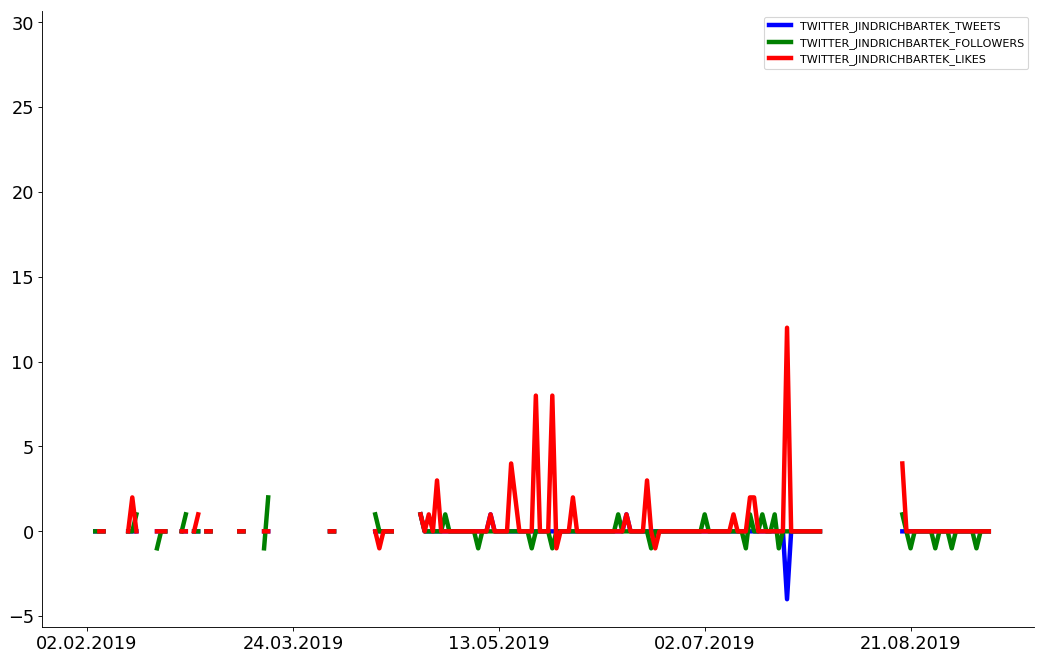 30
25
20
15
10
5
0
−5
02.02.2019 24.03.2019 13.05.2019 02.07.2019 21.08.2019
TWITTER_JINDRICHBARTEK_TWEETS
TWITTER_JINDRICHBARTEK_FOLLOWERS
TWITTER_JINDRICHBARTEK_LIKES